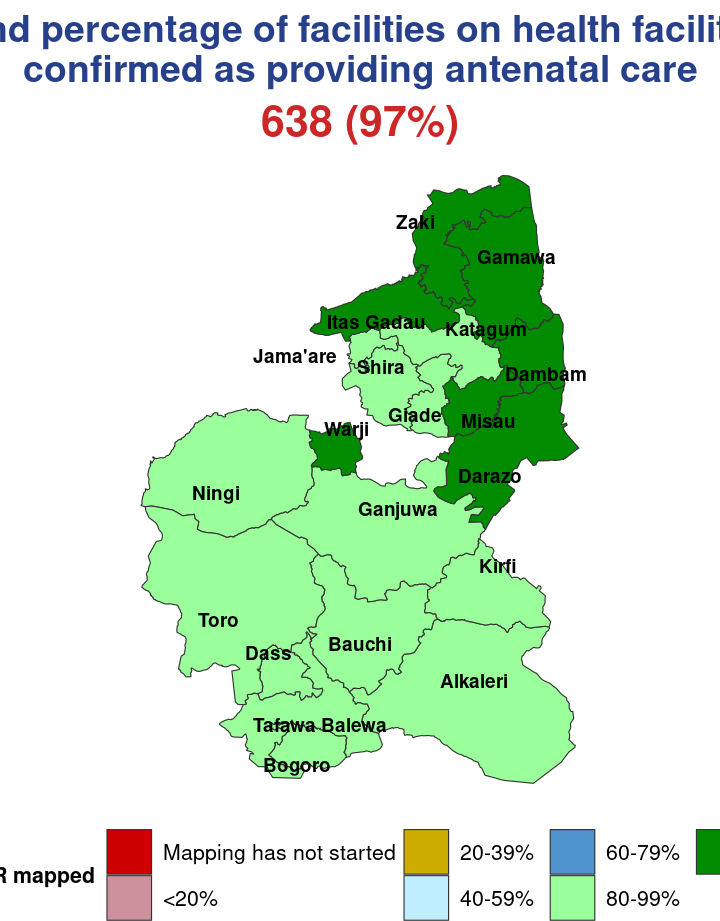 percentage of facilities on health
confirmed as providing antenatal care
638 (97%)
Zaki
Gamawa
Itas Gadau
Katagum
Jama'are
Shira
Dambam
Giade
Misau
Warji
Darazo
Ningi
Ganjuwa
Kirfi
Toro
Bauchi
Dass
Alkaleri
Tafawa Balewa
Bogoro
Mapping has not started
20-39%
60-79%
mapped
<20%
40-59%
80-99%